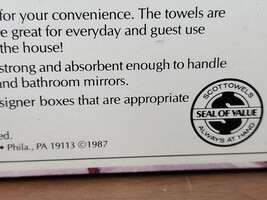 for your convenience. The towels are
e great for everyday and guest use
the house!
strong and absorbent enough to handle
and bathroom mirrors.
signer boxes that are appropriate
SCOTTOWELS
SEAL OF VALUE
ALWAYS AT HAND
ed.
• Phila., PA 19113 ©1987